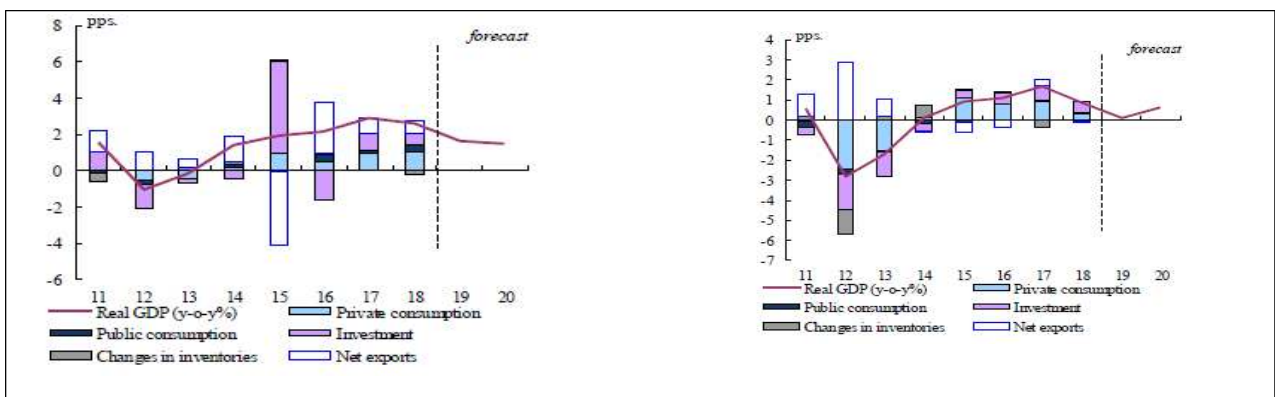 pps.
forecast
8
6
4
2
0
-2
-4
-6
11 12 13 14 15 16 17 18 19 20
Real GDP (y-o-y%) Private consumption
Public consumption Investment
Changes in inventories Net exports
pps.
forecast
4
3
2
1
0
-1
-2
-3
-4
-5
-6
-7
11 12 13 14 15 16 17 18 19 20
Real GDP (y-o-y%) Private consumption
Public consumption Investment
Changes in inventories Net exports